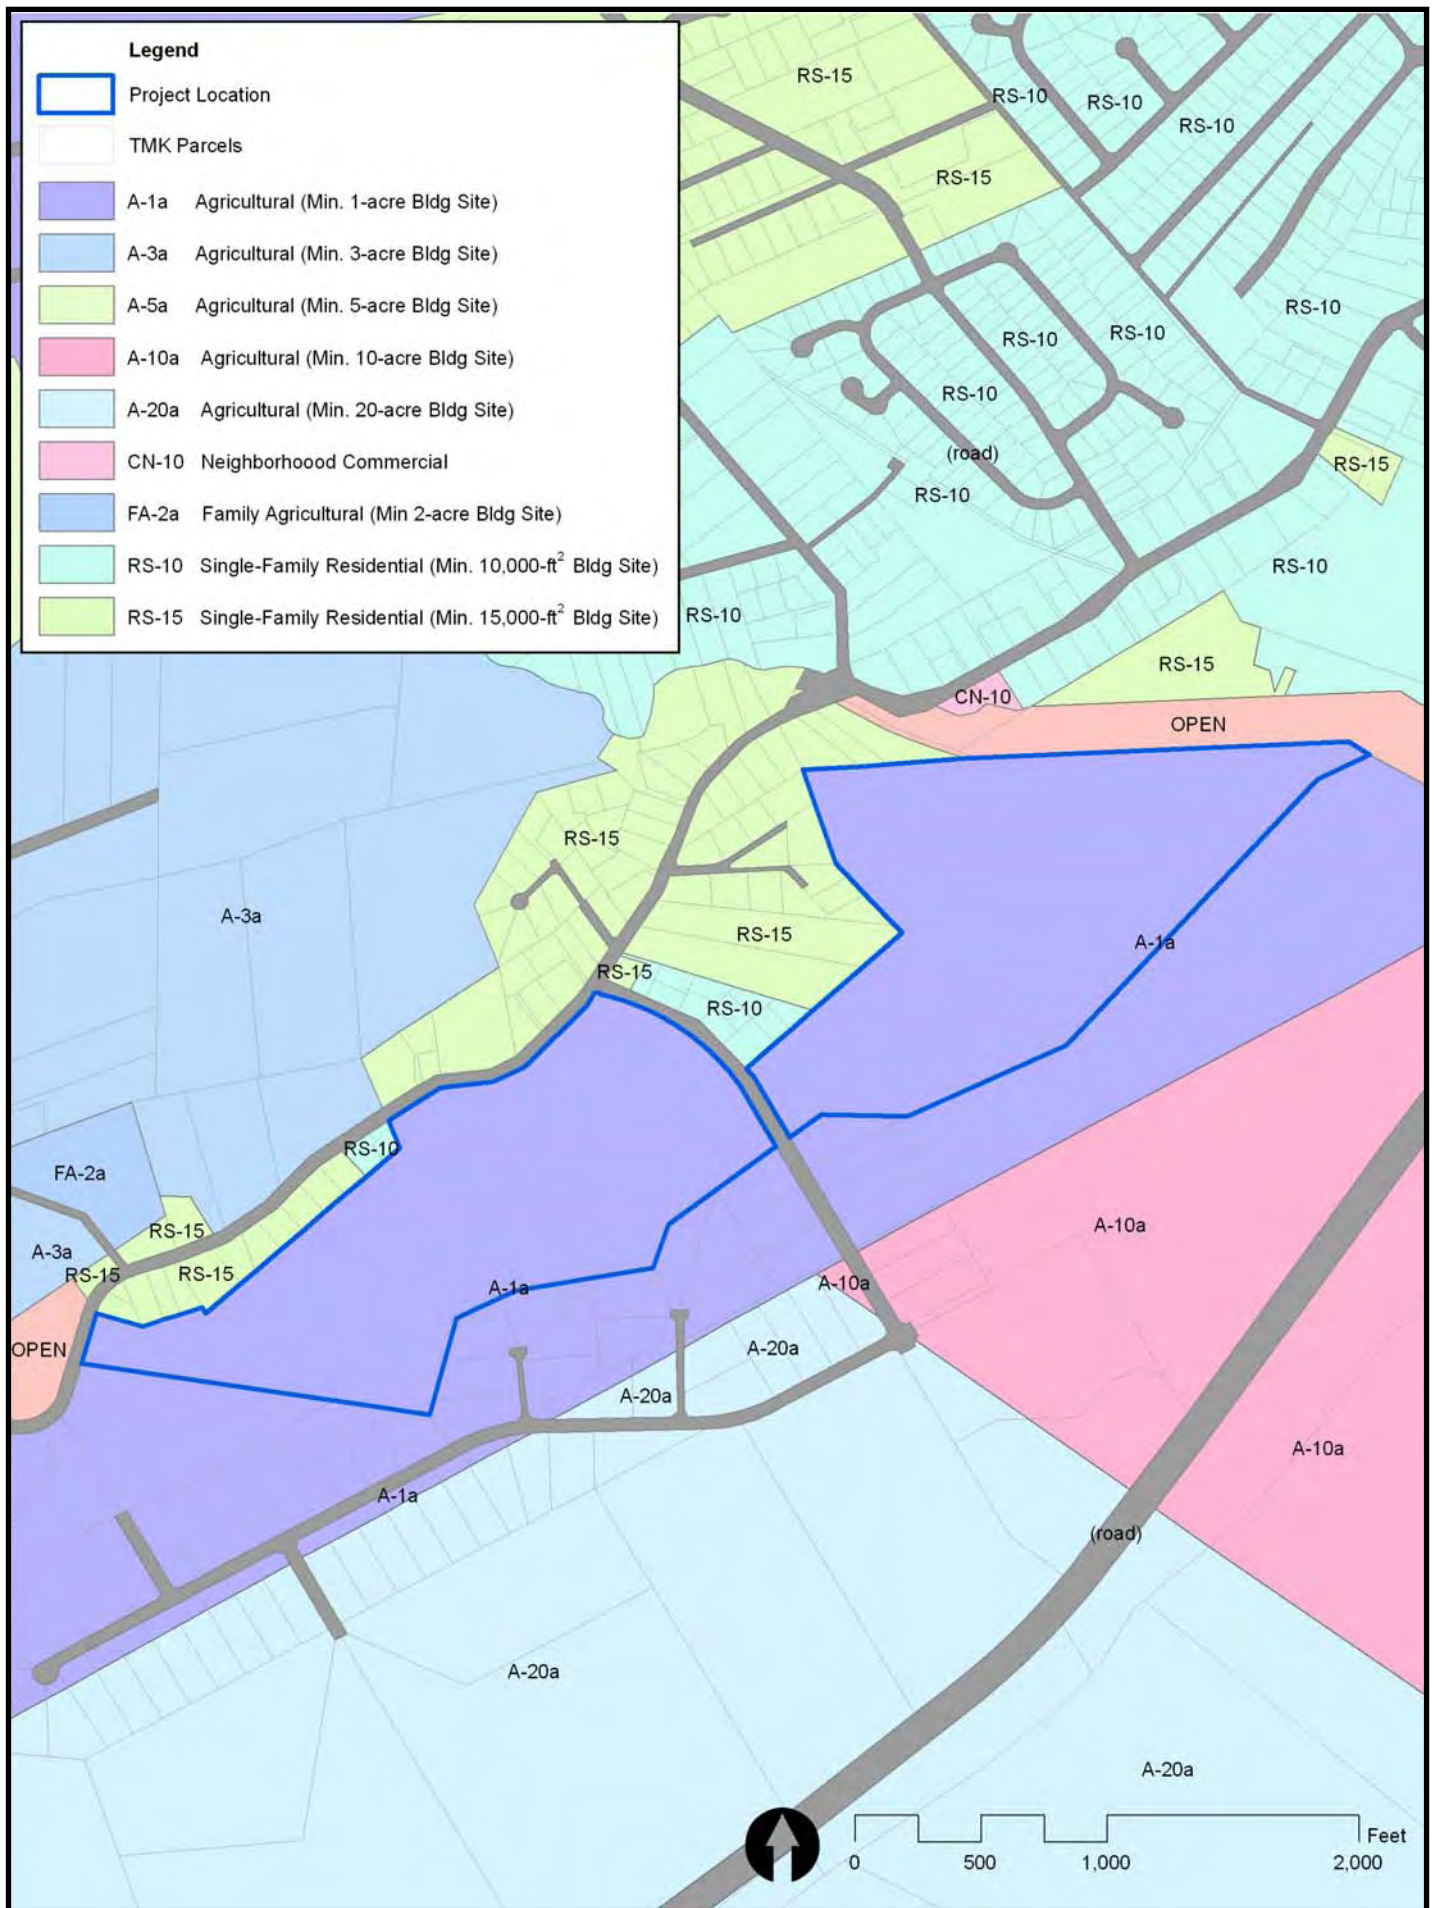 Legend
Project Location
TMK Parcels
A-1a Agricultural (Min. 1-acre Bldg Site)
A-3a Agricultural (Min. 3-acre Bldg Site)
A-5a Agricultural (Min. 5-acre Bldg Site)
A-10a Agricultural (Min. 10-acre Bldg Site)
A-20a Agricultural (Min. 20-acre Bldg Site)
CN-10 Neighborhoood Commercial
FA-2a Family Agricultural (Min 2-acre Bldg Site)
RS-10 Single-Family Residential (Min. 10,000-ft² Bldg Site)
RS-15 Single-Family Residential (Min. 15,000-ft² Bldg Site)
RS-15
RS-10
RS-10
RS-10
RS-15
RS-10
RS-10
RS-10
RS-10
(road)
RS-15
RS-10
RS-10
RS-10
RS-15
CN-10
OPEN
RS-15
A-3a
RS-15
A-1a
RS-15
RS-10
RS-10
FA-2a
A-10a
RS-15
A-3a
RS-15
RS-15
A-1a
A-10a
OPEN
A-20a
A-20a
A-10a
A-1a
(road)
A-20a
A-20a
Feet
0 500 1,000 2,000